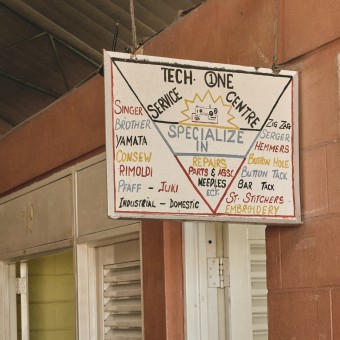 TECH. ONE
SERVICE CENTRE
SPECIALIZE
IN
REPAIRS
PARTS & ASSC
NEEDLES
ECT.
SINGER
BROTHER
YAMATA
CONSEW
RIMOLDI
PFAFF - JUKI
INDUSTRIAL - DOMESTIC
ZIG ZAG
SERGER
HEMMERS
BUTTON HOLE
BUTTON TACK
BAR TACK
ST. STITCHERS
EMBROIDERY